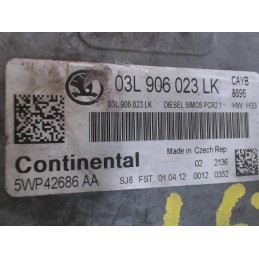 03L 906 023 LK
CAYB
8896
03L 906 023 LK DIESEL SIMOS PCR2 1 - HW: H33
Continental
Made in Czech Rep
02 2136
5WP42686 AA SJ8 FST 01.04.12 0012 0352